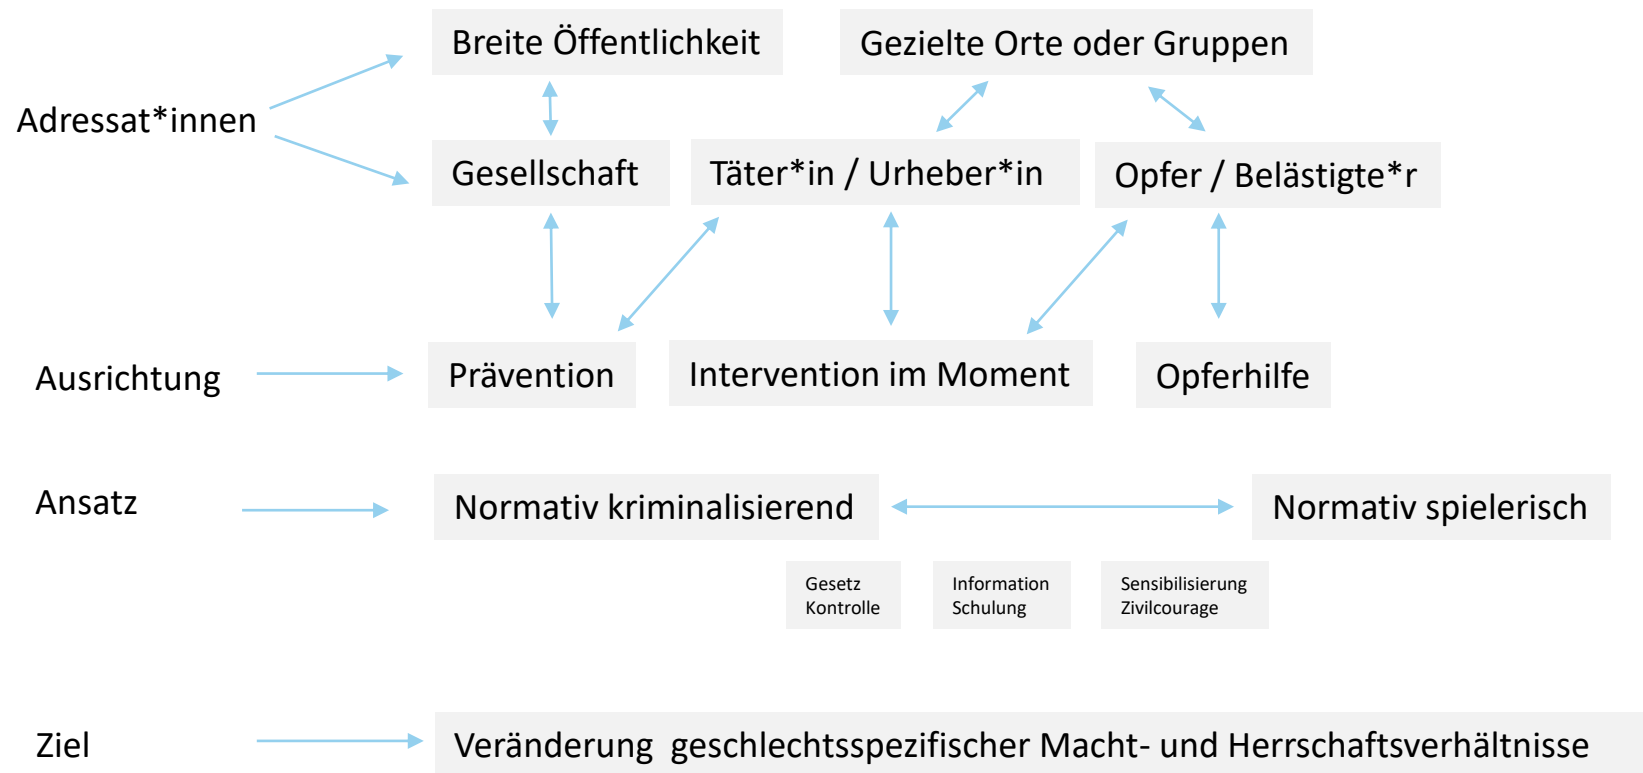 Breite Öffentlichkeit
Gezielte Orte oder Gruppen
Adressat*innen
Gesellschaft
Täter*in / Urheber*in
Opfer / Belästigte*r
Ausrichtung
Prävention
Intervention im Moment
Opferhilfe
Ansatz
Normativ kriminalisierend
Normativ spielerisch
Gesetz
Kontrolle
Information
Schulung
Sensibilisierung
Zivilcourage
Ziel
Veränderung geschlechtsspezifischer Macht- und Herrschaftsverhältnisse